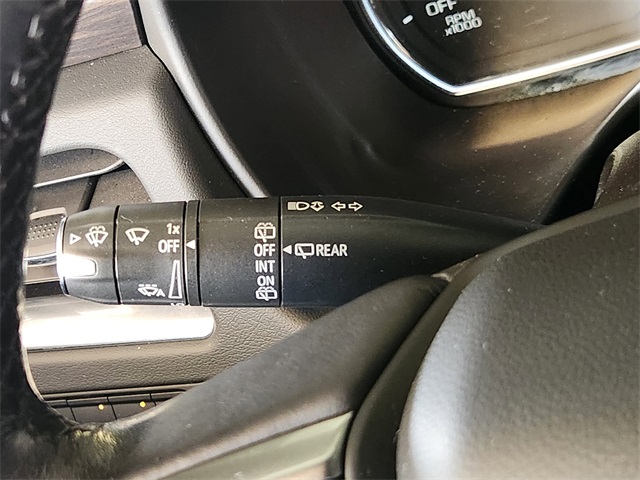 OFF
RPM
x1000
1x
OFF
A
OFF
INT
ON
REAR